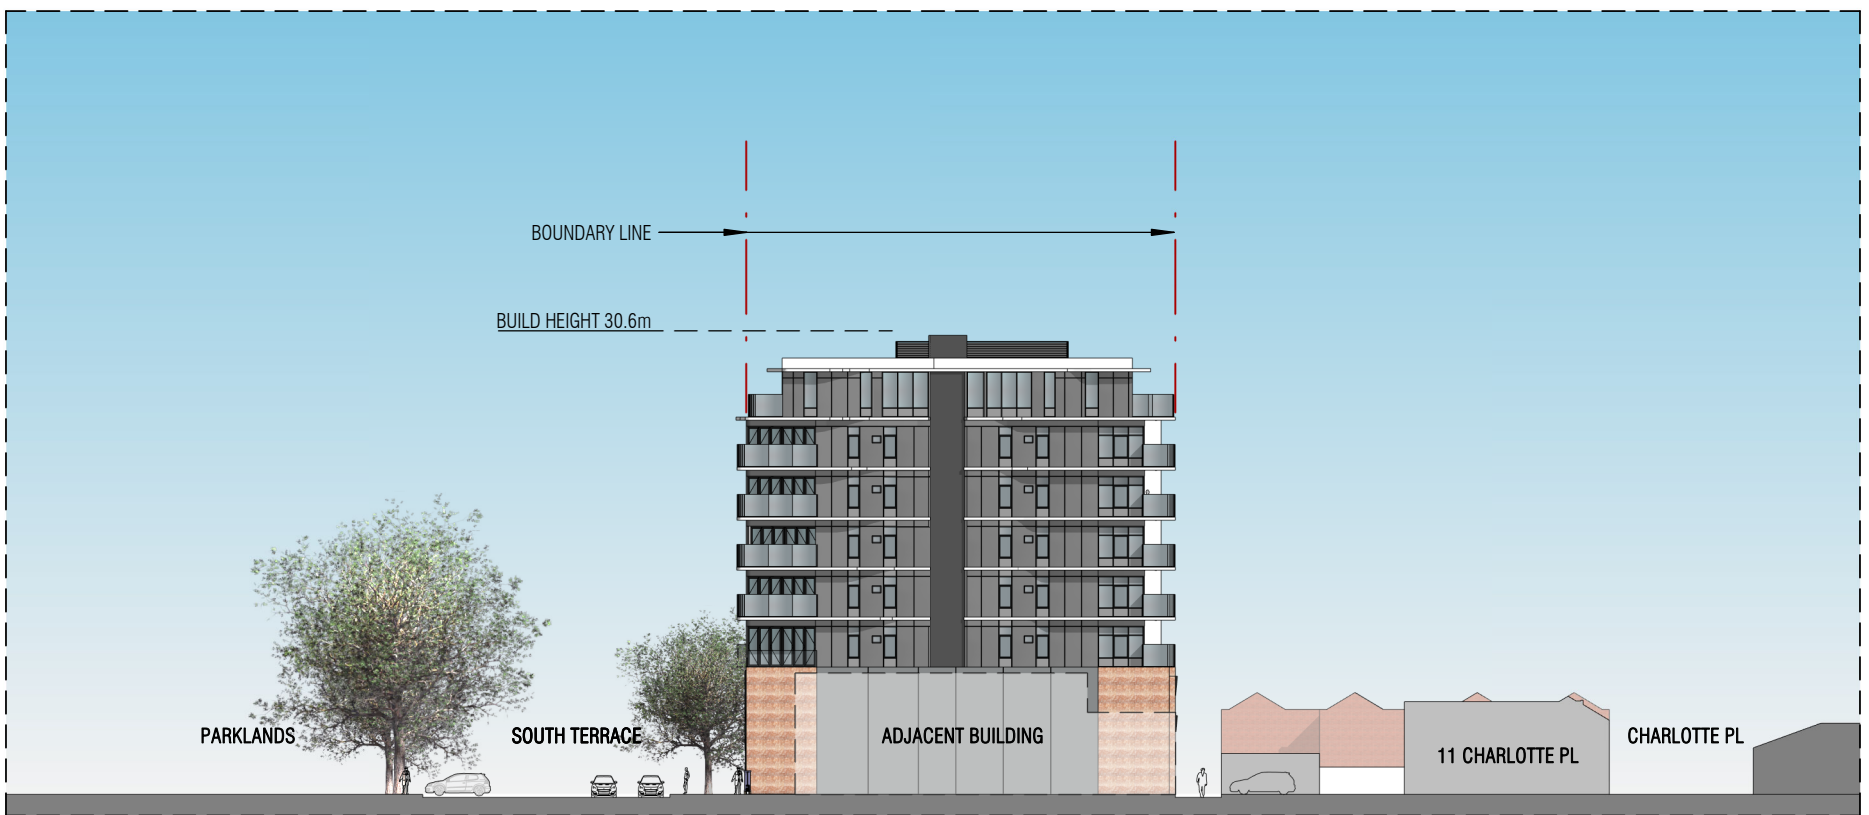 BOUNDARY LINE
BUILD HEIGHT 30.6m
PARKLANDS
SOUTH TERRACE
ADJACENT BUILDING
11 CHARLOTTE PL
CHARLOTTE PL